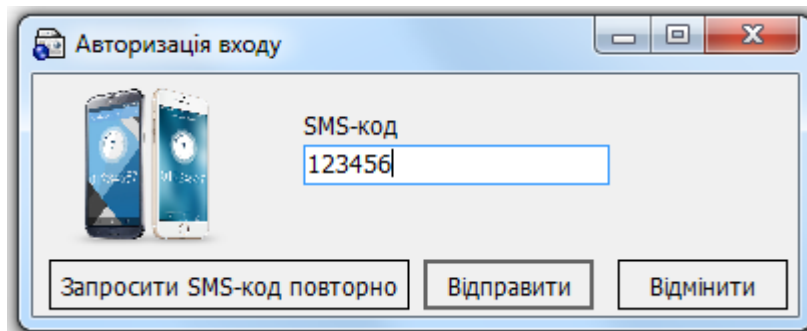 Авторизація входу
SMS-код
123456
Запросити SMS-код повторно
Відправити
Відмінити